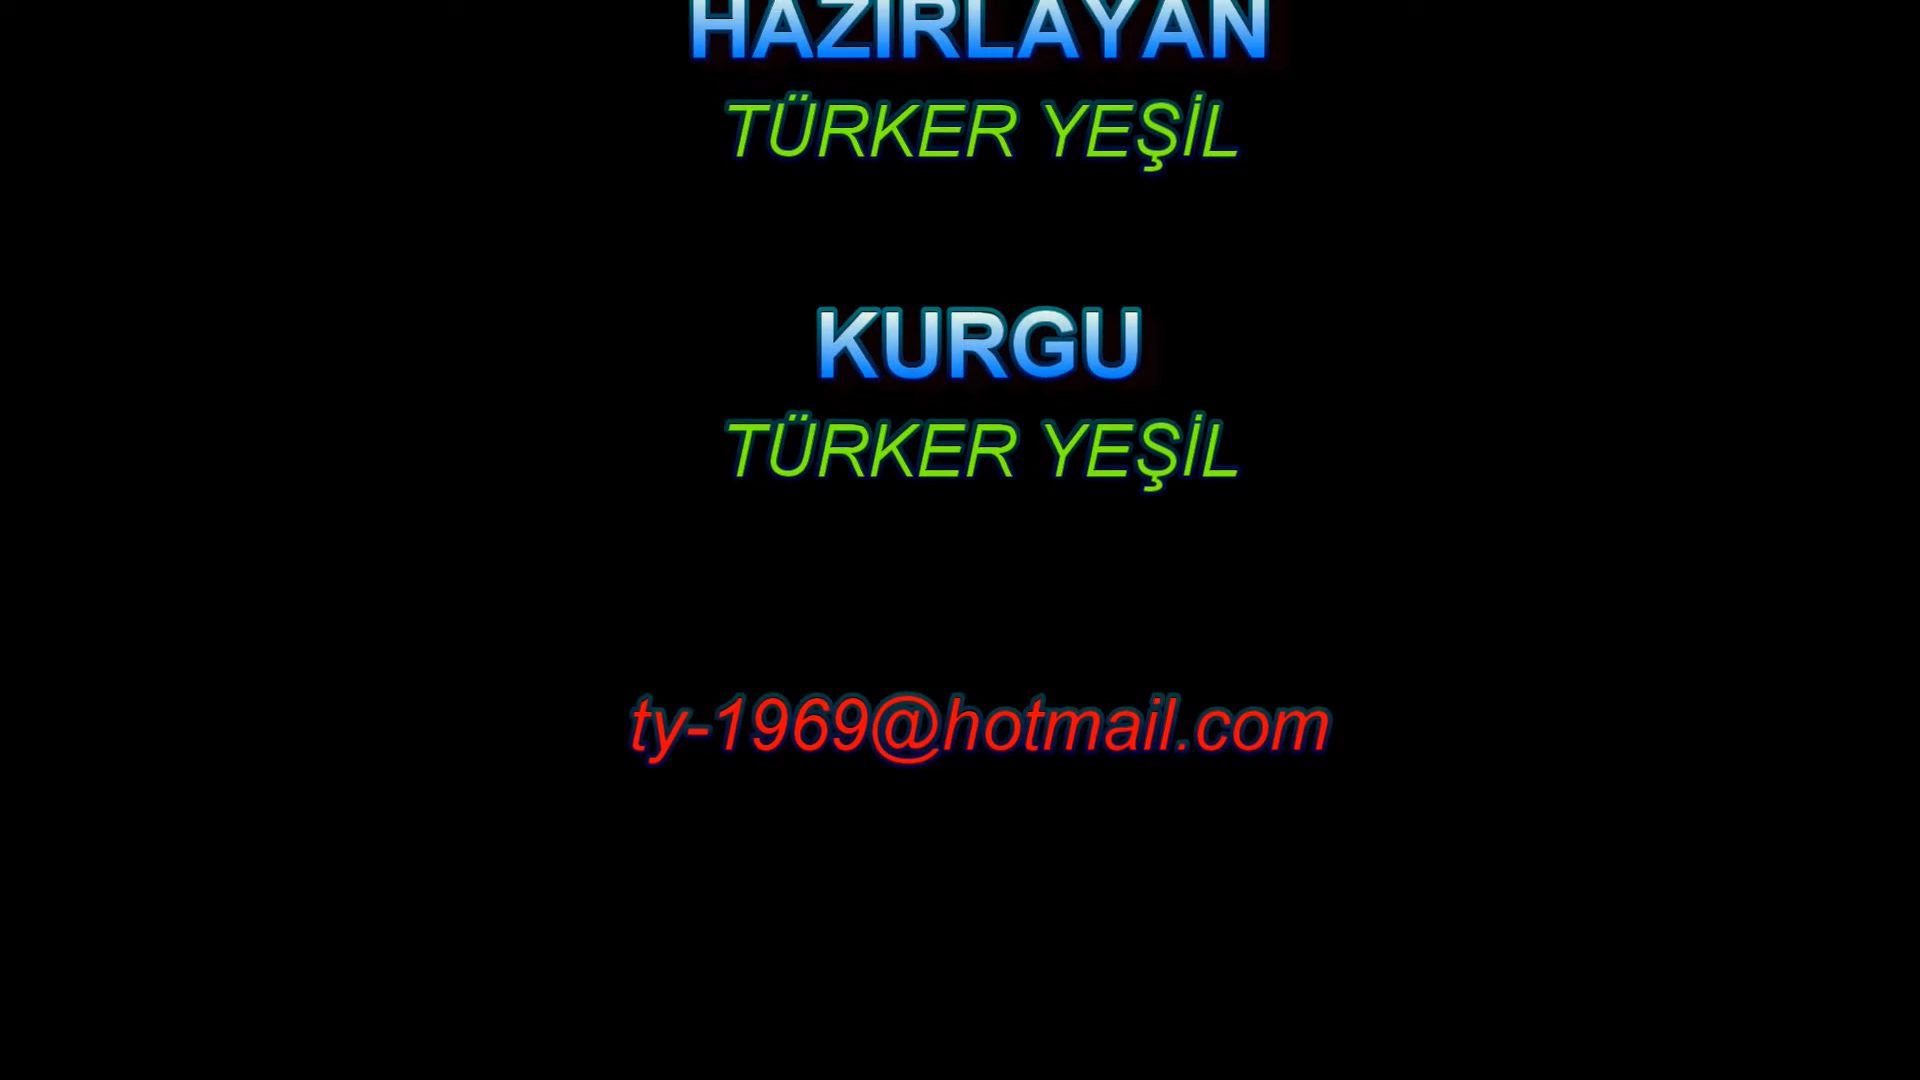 HAZIRLAYAN
TÜRKER YEŞİL
KURGU
TÜRKER YEŞİL
ty-1969@hotmail.com